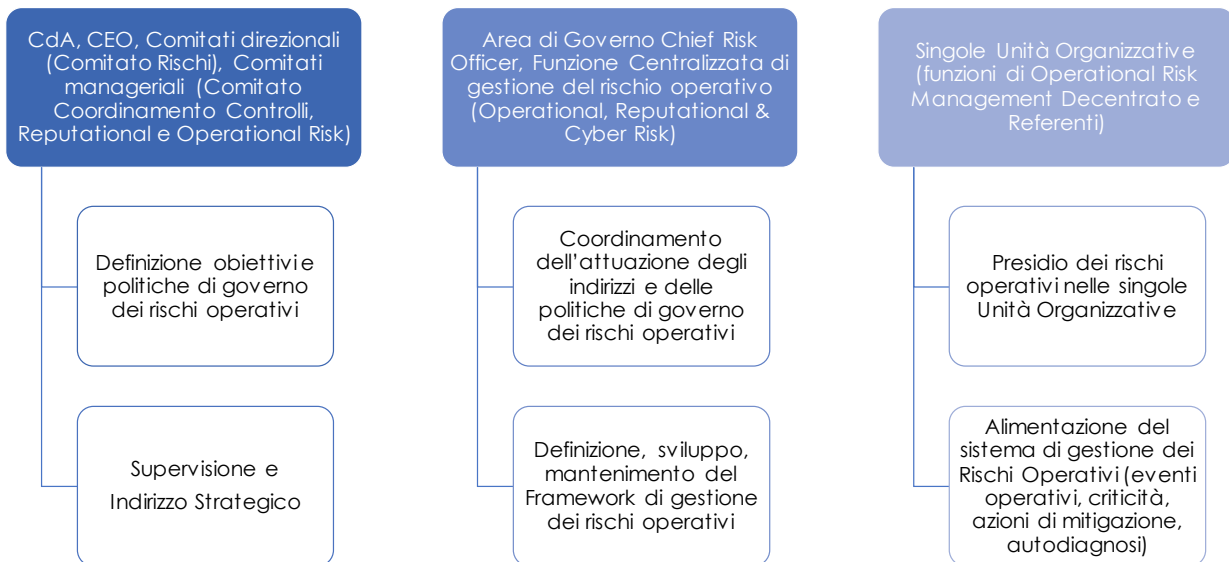 CdA, CEO, Comitati direzionali
(Comitato Rischi), Comitati
manageriali (Comitato
Coordinamento Controlli,
Reputational e Operational Risk)
Definizione obiettivi e
politiche di governo
dei rischi operativi
Supervisione e
Indirizzo Strategico
Area di Governo Chief Risk
Officer, Funzione Centralizzata di
gestione del rischio operativo
(Operational, Reputational &
Cyber Risk)
Coordinamento
dell'attuazione degli
indirizzi e delle
politiche di governo
dei rischi operativi
Definizione, sviluppo,
mantenimento del
Framework di gestione
dei rischi operativi
Singole Unità Organizzative
(funzioni di Operational Risk
Management Decentrato e
Referenti)
Presidio dei rischi
operativi nelle singole
Unità Organizzative
Alimentazione del
sistema di gestione dei
Rischi Operativi (eventi
operativi, criticità,
azioni di mitigazione,
autodiagnosi)